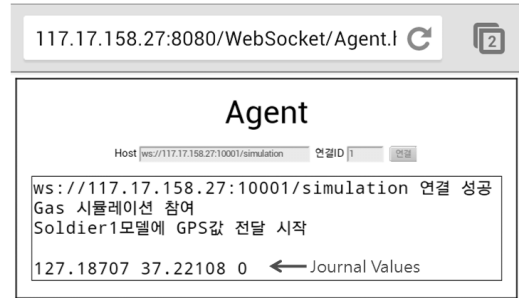 117.17.158.27:8080/WebSocket/Agent.h
2
Agent
Host ws://117.17.158.27:10001/simulation 연결ID 1 연결
ws://117.17.158.27:10001/simulation 연결 성공
Gas 시뮬레이션 참여
Soldier1모델에 GPS값 전달 시작
127.18707 37.22108 0 Journal Values